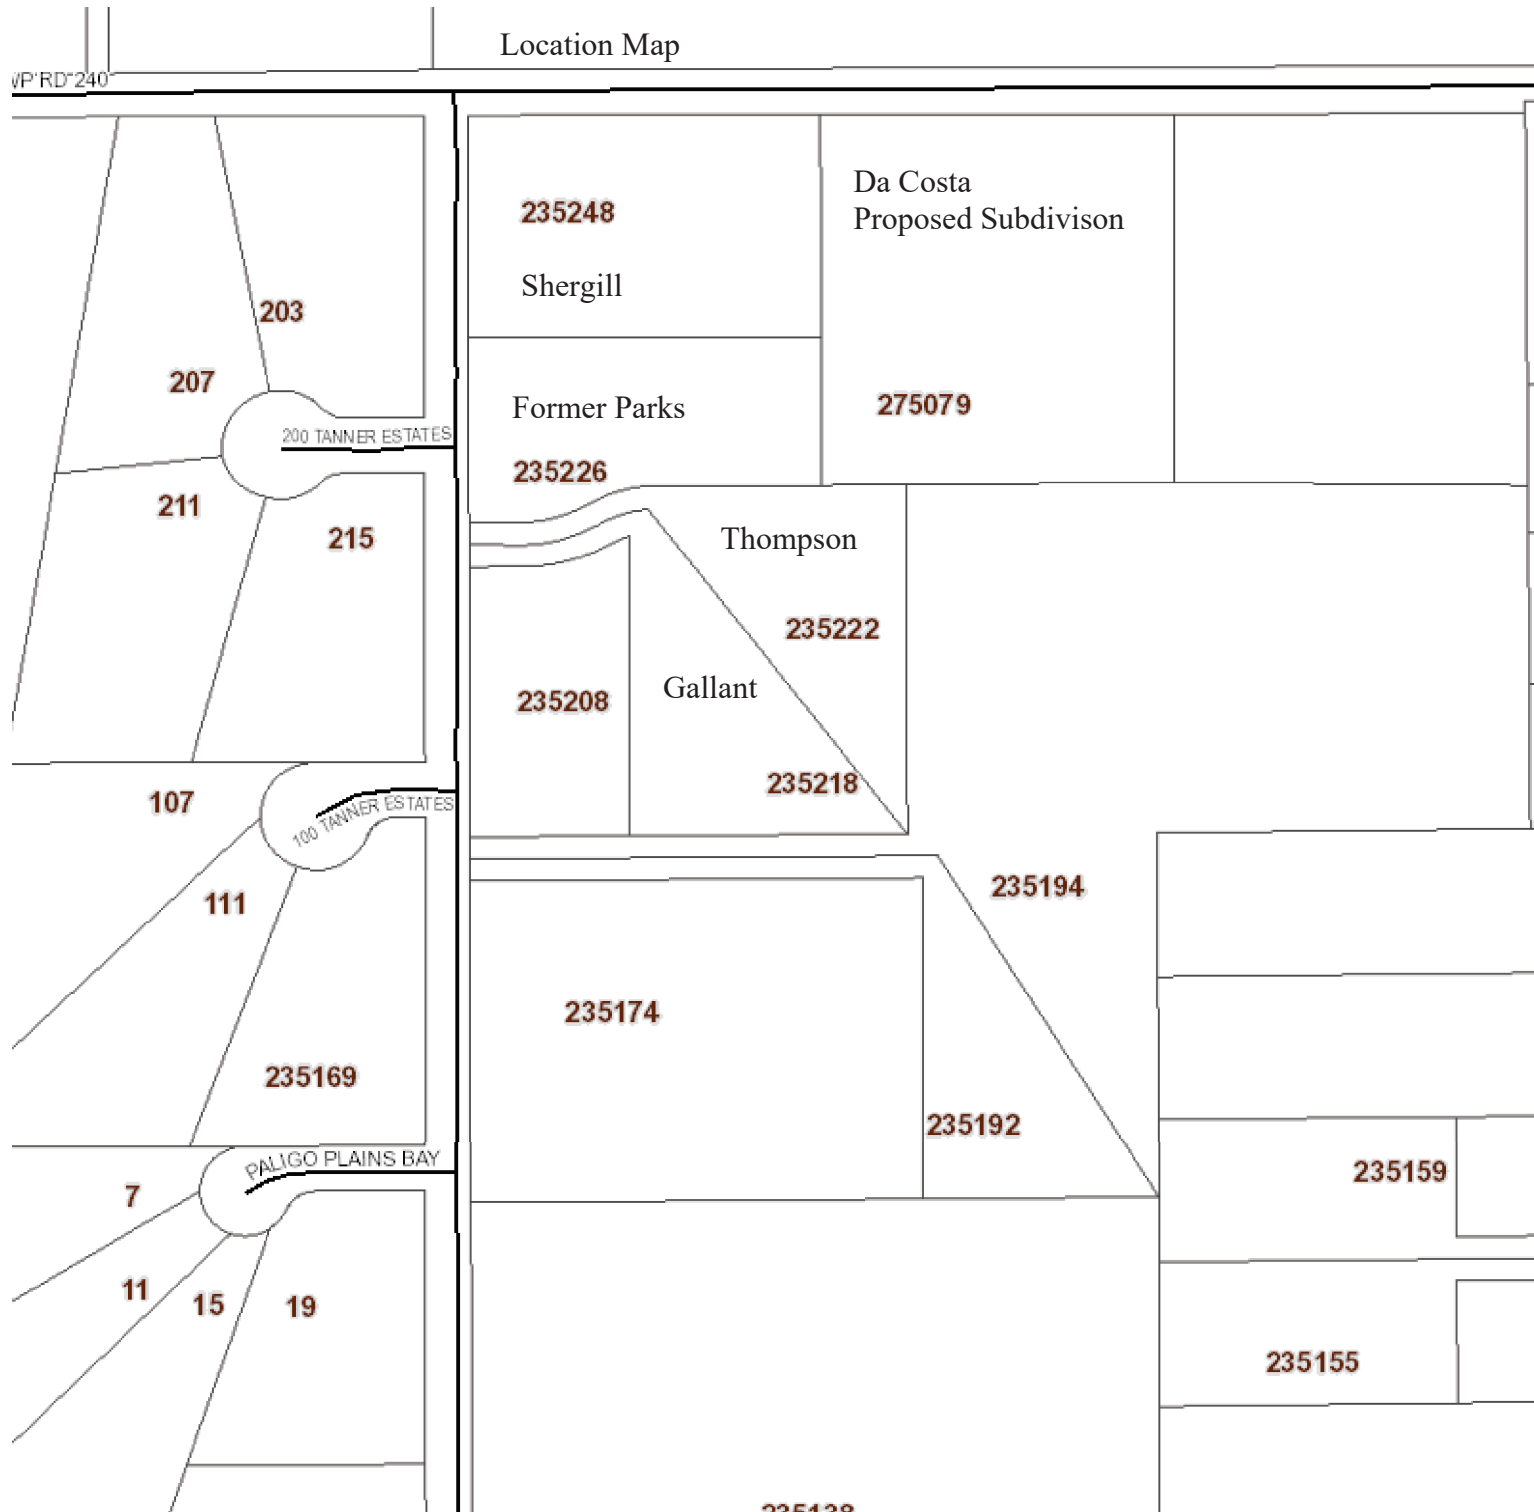 Location Map
RD 240
235248
Da Costa
Proposed Subdivison
Shergill
203
207
Former Parks
275079
200 TANNER ESTATES
235226
211
215
Thompson
235222
Gallant
235208
235218
107
100 TANNER ESTATES
111
235194
235174
235169
235192
PALIGO PLAINS BAY
235159
7
11
15
19
235155
235138